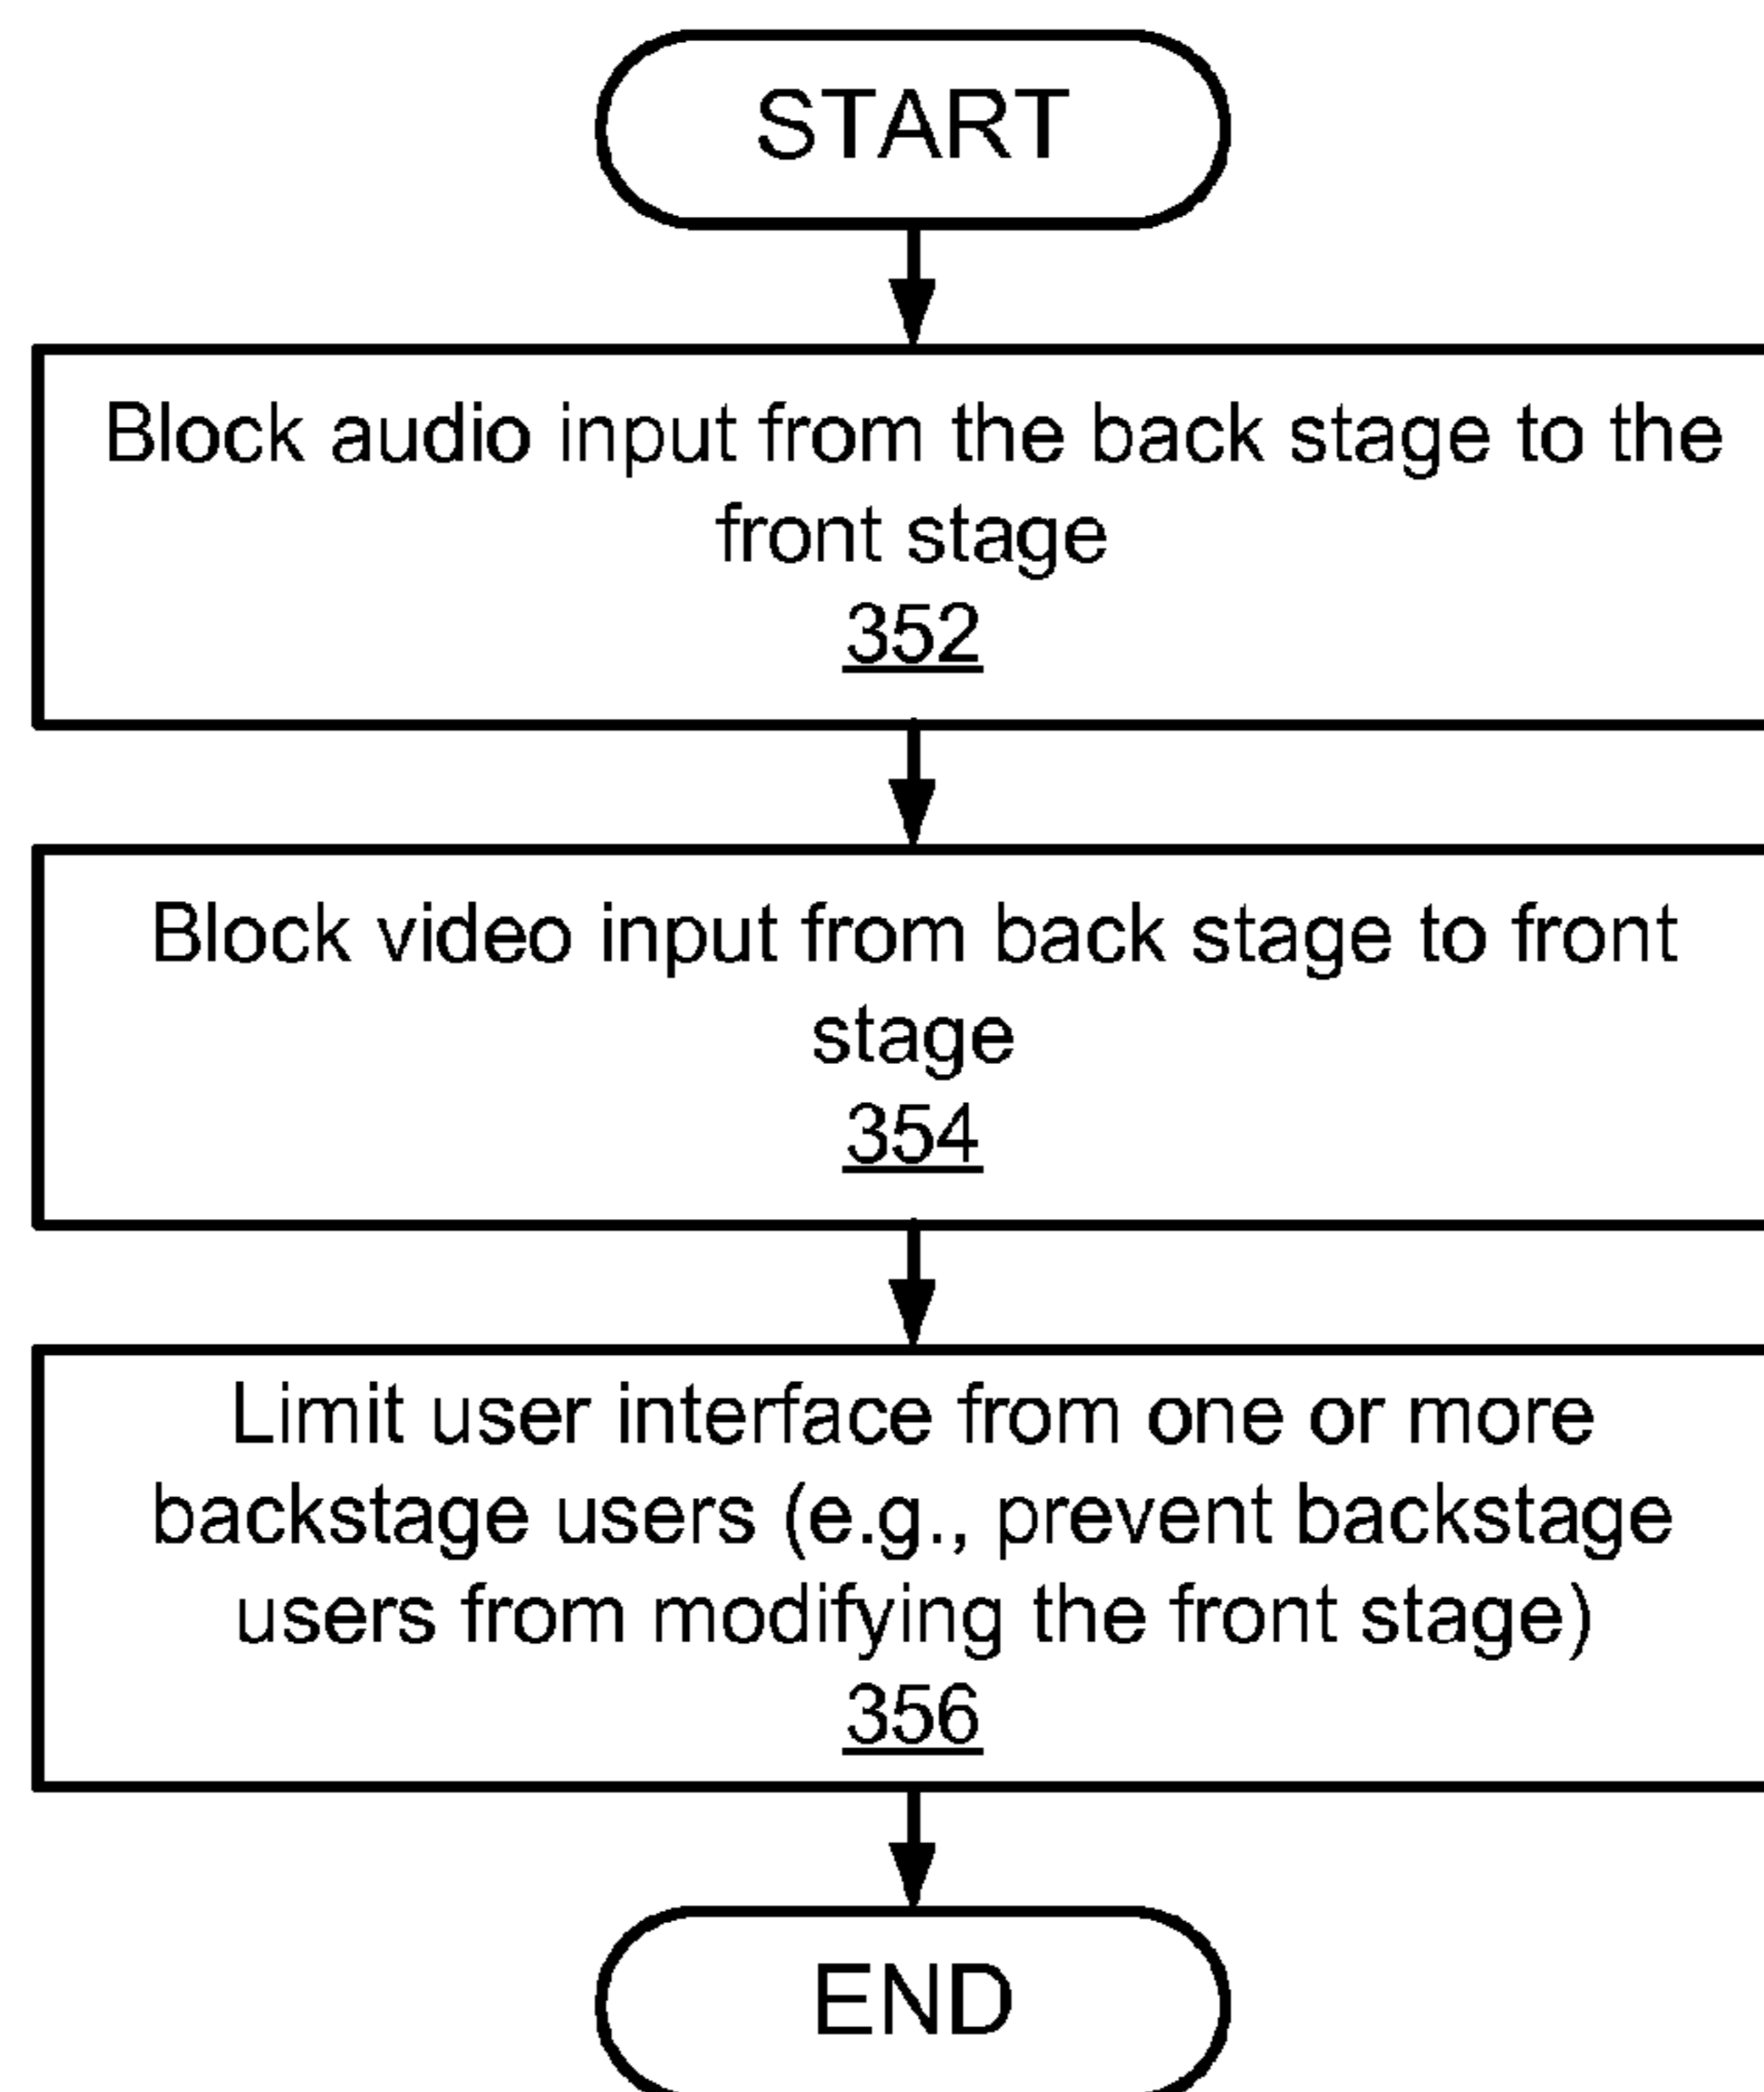 START
Block audio input from the back stage to the
front stage
352
Block video input from back stage to front
stage
354
Limit user interface from one or more
backstage users (e.g., prevent backstage
users from modifying the front stage)
356
END